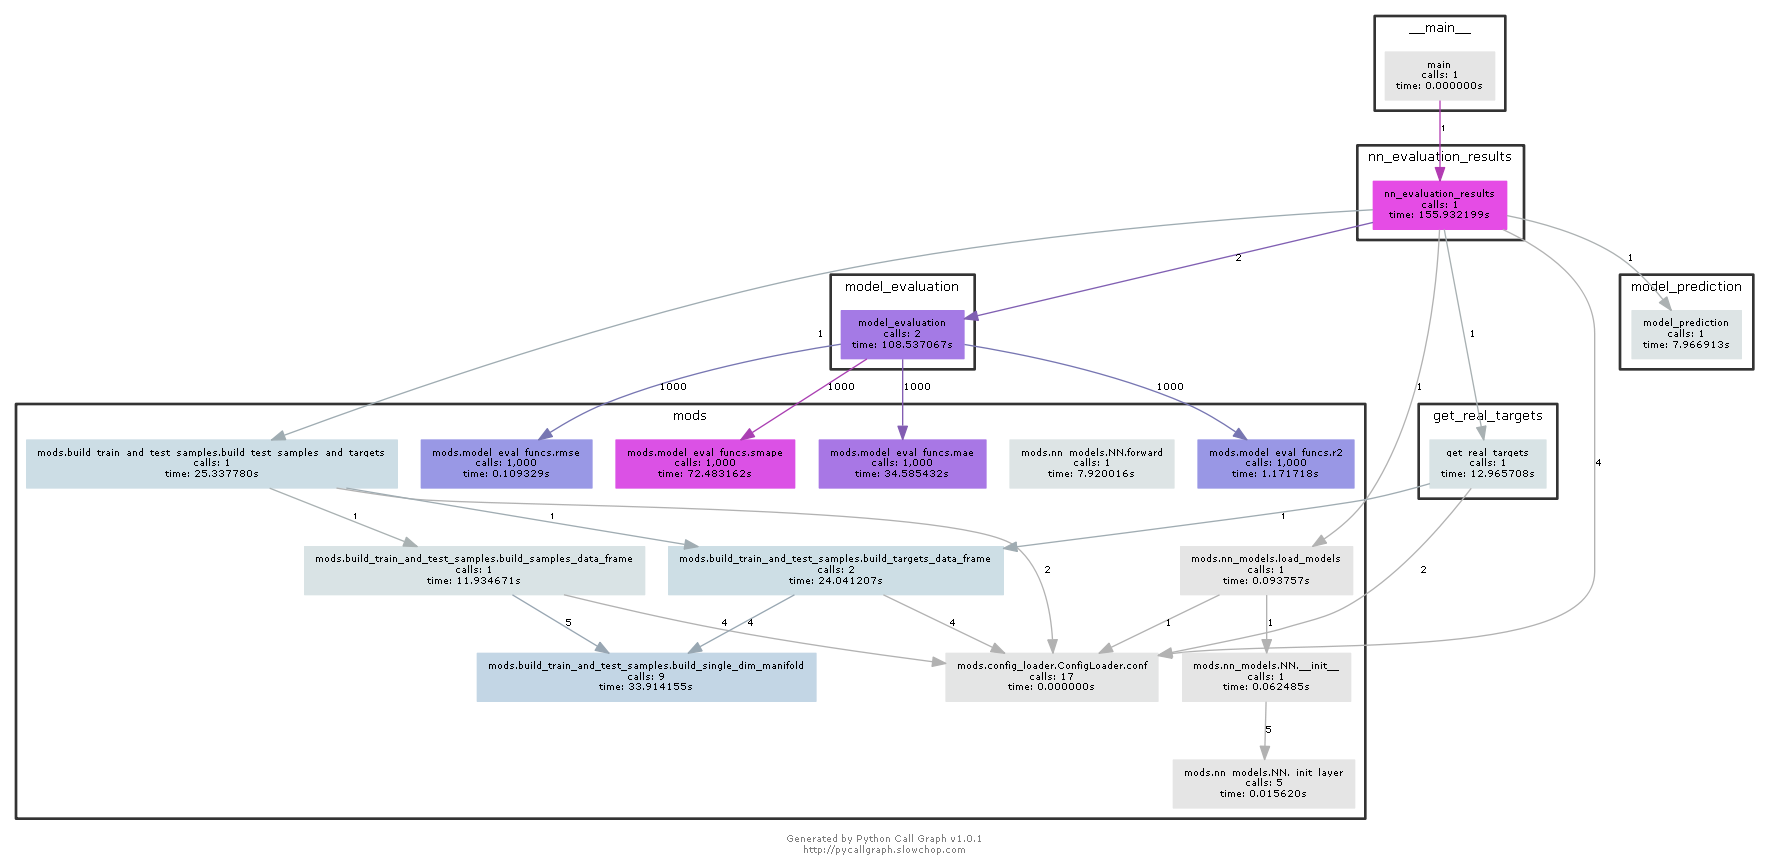 __main__
main
calls: 1
time: 0.000000s
1
nn_evaluation_results
nn_evaluation_results
calls: 1
time: 155.932199s
2
1
model_evaluation
model_evaluation
calls: 2
time: 108.537067s
model_prediction
model_prediction
calls: 1
time: 7.966913s
1
1
1000
1000
1000
1000
1
mods
get_real_targets
mods.build_train_and_test_samples.build_test_samples_and_targets
calls: 1
time: 25.337780s
mods.model_eval_funcs.rmse
calls: 1,000
time: 0.109329s
mods.model_eval_funcs.smape
calls: 1,000
time: 72.483162s
mods.model_eval_funcs.mae
calls: 1,000
time: 34.585432s
mods.nn_models.NN.forward
calls: 1
time: 7.920016s
mods.model_eval_funcs.r2
calls: 1,000
time: 1.171718s
get_real_targets
calls: 1
time: 12.965708s
4
1
1
1
mods.build_train_and_test_samples.build_samples_data_frame
calls: 1
time: 11.934671s
mods.build_train_and_test_samples.build_targets_data_frame
calls: 2
time: 24.041207s
2
mods.nn_models.load_models
calls: 1
time: 0.093757s
2
5
4
4
4
1
1
mods.build_train_and_test_samples.build_single_dim_manifold
calls: 9
time: 33.914155s
mods.config_loader.ConfigLoader.conf
calls: 17
time: 0.000000s
mods.nn_models.NN.__init__
calls: 1
time: 0.062485s
5
mods.nn_models.NN._init_layer
calls: 5
time: 0.015620s
Generated by Python Call Graph v1.0.1
http://pycallgraph.slowchop.com